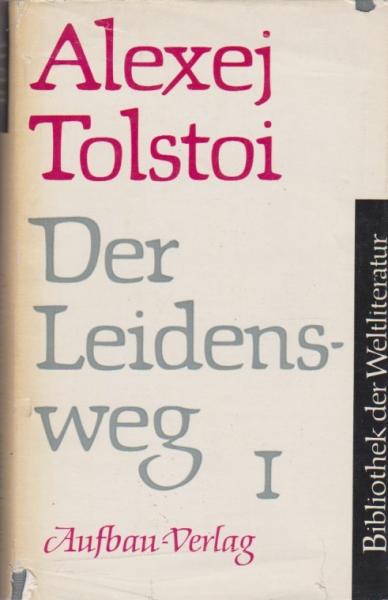 Alexej
Tolstoi
Der
Leidens-
weg I
Aufbau-Verlag
Bibliothek der Weltliteratur